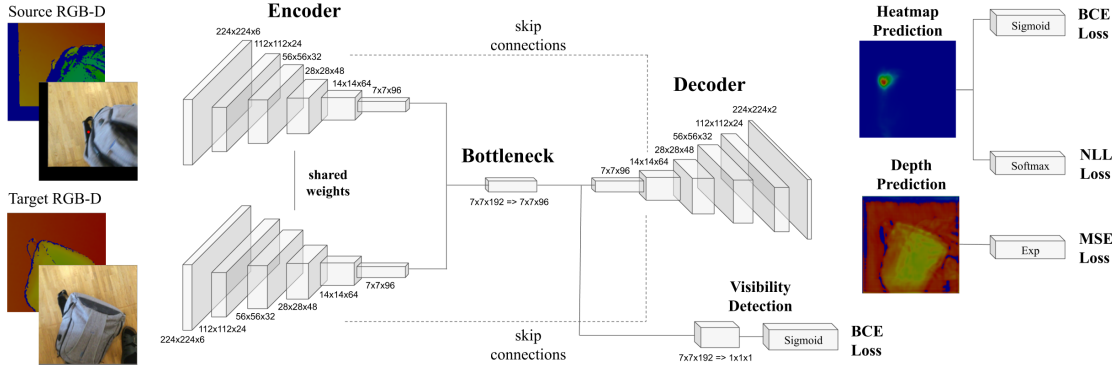 Source RGB-D
Target RGB-D
Encoder
224x224x6
112x112x24
56x56x32
28x28x48
14x14x64
7x7x96
shared
weights
224x224x6
112x112x24
56x56x32
28x28x48
14x14x64
7x7x96
skip
connections
skip
connections
Bottleneck
7x7x192 => 7x7x96
Decoder
7x7x96
14x14x64
28x28x48
56x56x32
112x112x24
224x224x2
Visibility
Detection
7x7x192 => 1x1x1
Sigmoid
BCE
Loss
Heatmap
Prediction
Sigmoid
BCE
Loss
Softmax
NLL
Loss
Depth
Prediction
Exp
MSE
Loss